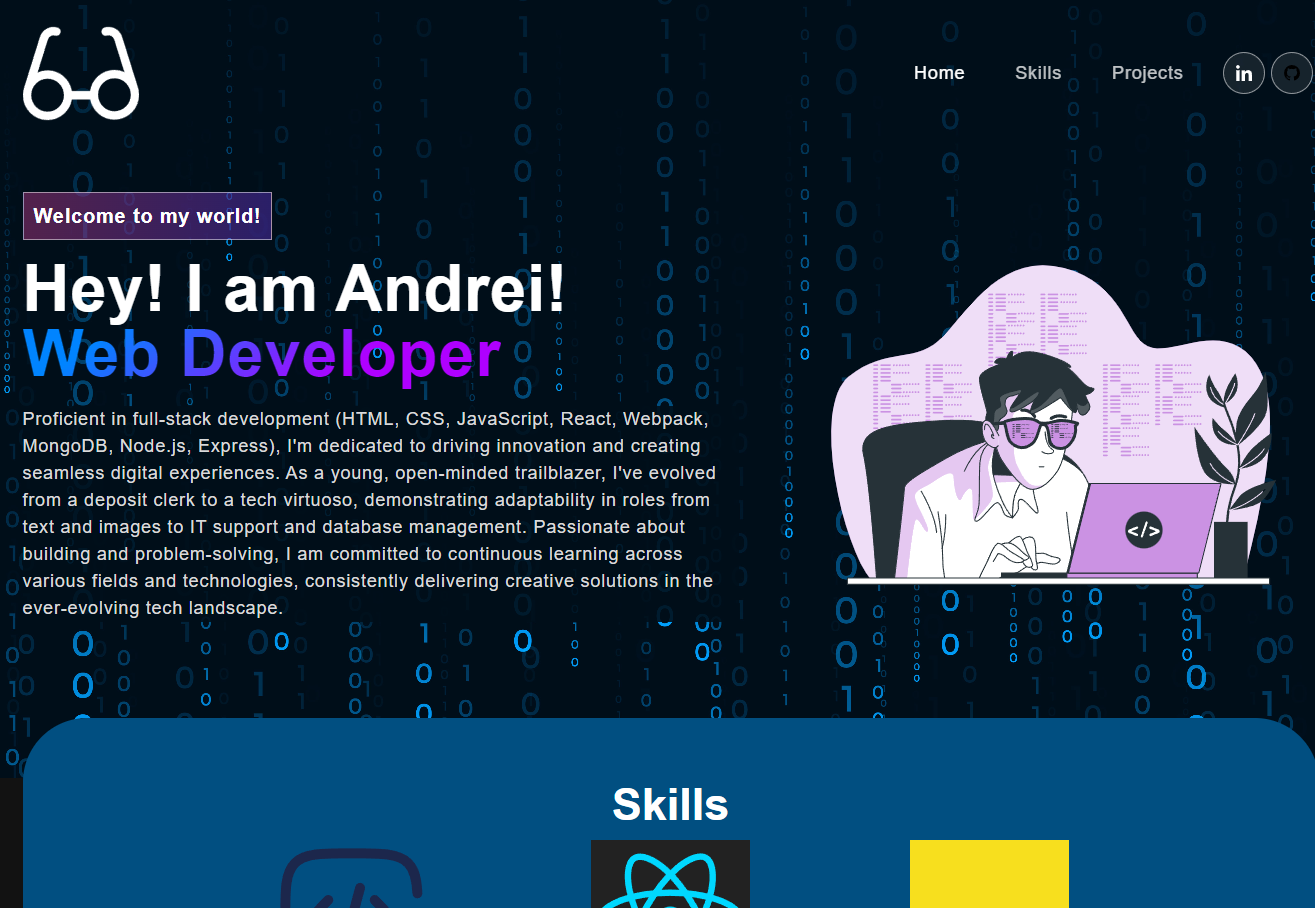 Home Skills Projects in
Welcome to my world!
Hey! I am Andrei!
Web Developer
Proficient in full-stack development (HTML, CSS, JavaScript, React, Webpack,
MongoDB, Node.js, Express), I'm dedicated to driving innovation and creating
seamless digital experiences. As a young, open-minded trailblazer, I've evolved
from a deposit clerk to a tech virtuoso, demonstrating adaptability in roles from
text and images to IT support and database management. Passionate about
building and problem-solving, I am committed to continuous learning across
various fields and technologies, consistently delivering creative solutions in the
ever-evolving tech landscape.
</>
Skills